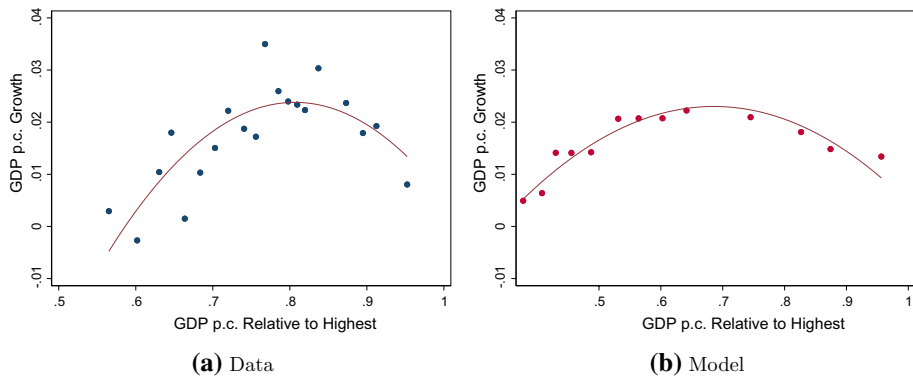 GDP p.c. Growth
.04
.03
.02
.01
0
-.01
.5 .6 .7 .8 .9 1
GDP p.c. Relative to Highest
(a) Data
GDP p.c. Growth
.04
.03
.02
.01
0
-.01
.5 .6 .7 .8 .9 1
GDP p.c. Relative to Highest
(b) Model